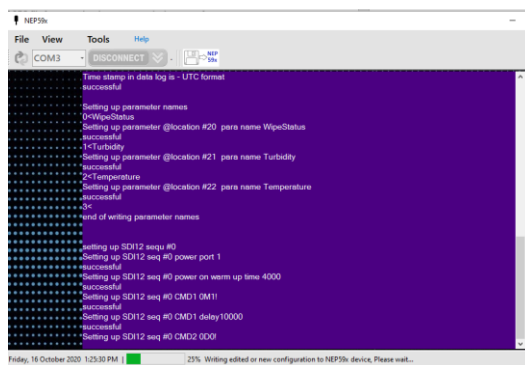 NEP59x
File View Tools Help
COM3 DISCONNECT NEP 59x
Time stamp in data log is - UTC format
successful
Setting up parameter names
0<WipeStatus
Setting up parameter @location #20 para name WipeStatus
successful
1<Turbidity
Setting up parameter @location #21 para name Turbidity
successful
2<Temperature
Setting up parameter @location #22 para name Temperature
successful
3<
end of writing parameter names
setting up SDI12 sequ #0
Setting up SDI12 seq #0 power port 1
successful
Setting up SDI12 seq #0 power on warm up time 4000
successful
Setting up SDI12 seq #0 CMD1 0M1!
successful
Setting up SDI12 seq #0 CMD1 delay10000
successful
Setting up SDI12 seq #0 CMD2 0D0!
Friday, 16 October 2020 1:25:30 PM | 25% Writing edited or new configuration to NEP59x device, Please wait...